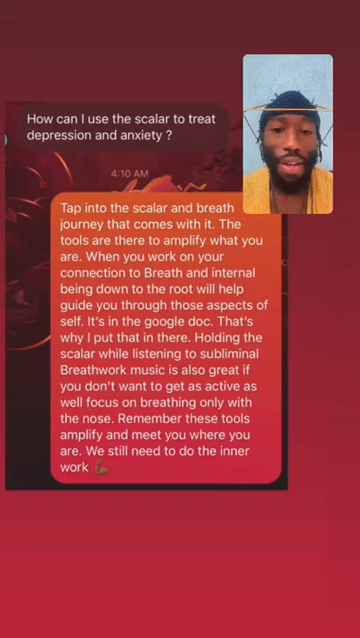 How can I use the scalar to treat
depression and anxiety ?
4:10 AM
Tap into the scalar and breath
journey that comes with it. The
tools are there to amplify what you
are. When you work on your
connection to Breath and internal
being down to the root will help
guide you through those aspects of
self. It's in the google doc. That's
why I put that in there. Holding the
scalar while listening to subliminal
Breathwork music is also great if
you don't want to get as active as
well focus on breathing only with
the nose. Remember these tools
amplify and meet you where you
are. We still need to do the inner
work 💪🏾